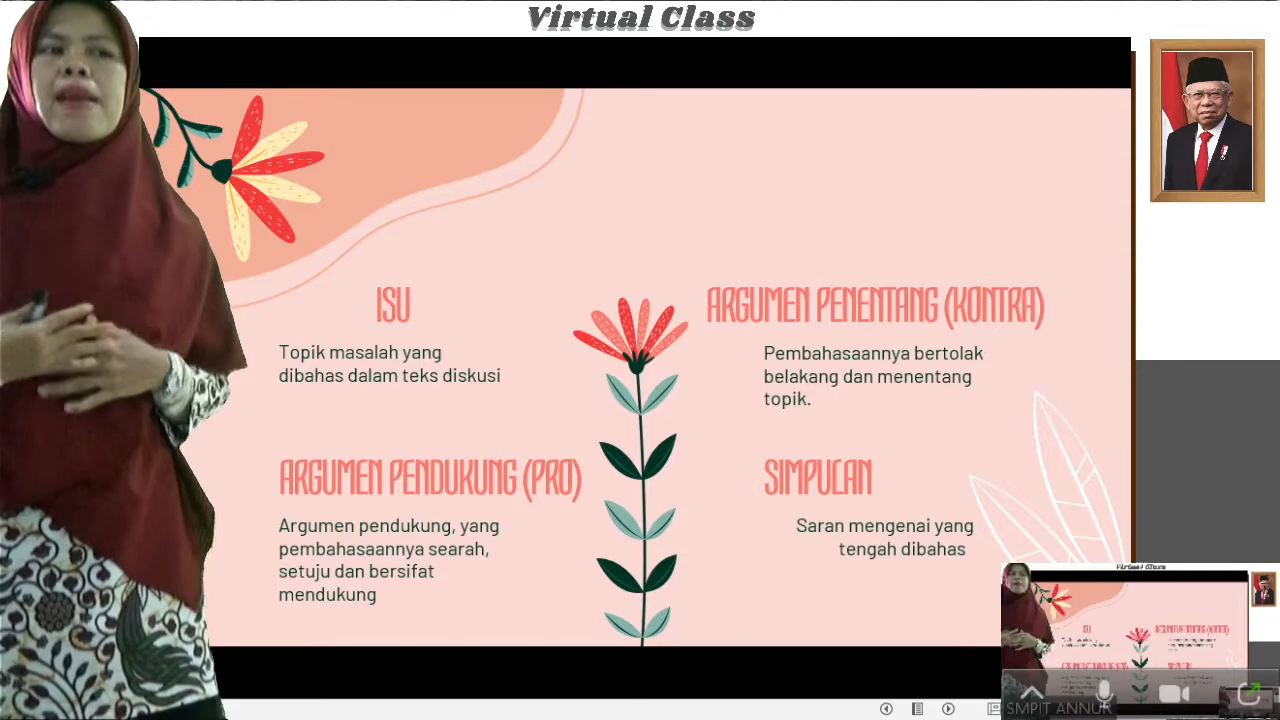 Virtual Class
ISU
Topik masalah yang
dibahas dalam teks diskusi
ARGUMEN PENDUKUNG (PRO)
Argumen pendukung, yang
pembahasaannya searah,
setuju dan bersifat
mendukung
ARGUMEN PENENTANG (KONTRA)
Pembahasaannya bertolak
belakang dan menentang
topik.
SIMPULAN
Saran mengenai yang
tengah dibahas
SMPIT ANNUR